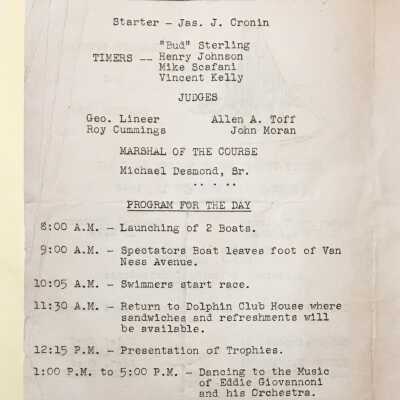 Starter - Jas. J. Cronin
"Bud" Sterling
TIMERS -- Henry Johnson
Mike Scafani
Vincent Kelly
JUDGES
Geo. Lineer Allen A. Toff
Roy Cummings John Moran
MARSHAL OF THE COURSE
Michael Desmond, Sr.
.. . ..
PROGRAM FOR THE DAY
8:00 A.M. - Launching of 2 Boats.
9:00 A.M. - Spectators Boat leaves foot of Van
Ness Avenue.
10:05 A.M. - Swimmers start race.
11:30 A.M. - Return to Dolphin Club House where
sandwiches and refreshments will
be available.
12:15 P.M. - Presentation of Trophies.
1:00 P.M. to 5:00 P.M. - Dancing to the Music
of Eddie Giovannoni
and his Orchestra.